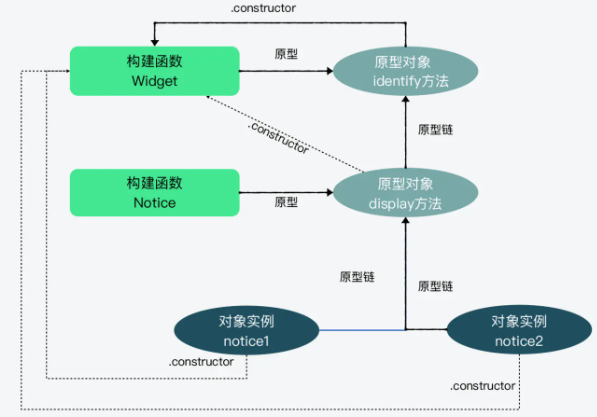 .constructor
构建函数
Widget
原型
原型对象
identify方法
.constructor
原型链
构建函数
Notice
原型
原型对象
display方法
原型链
原型链
对象实例
notice1
对象实例
notice2
.constructor
.constructor